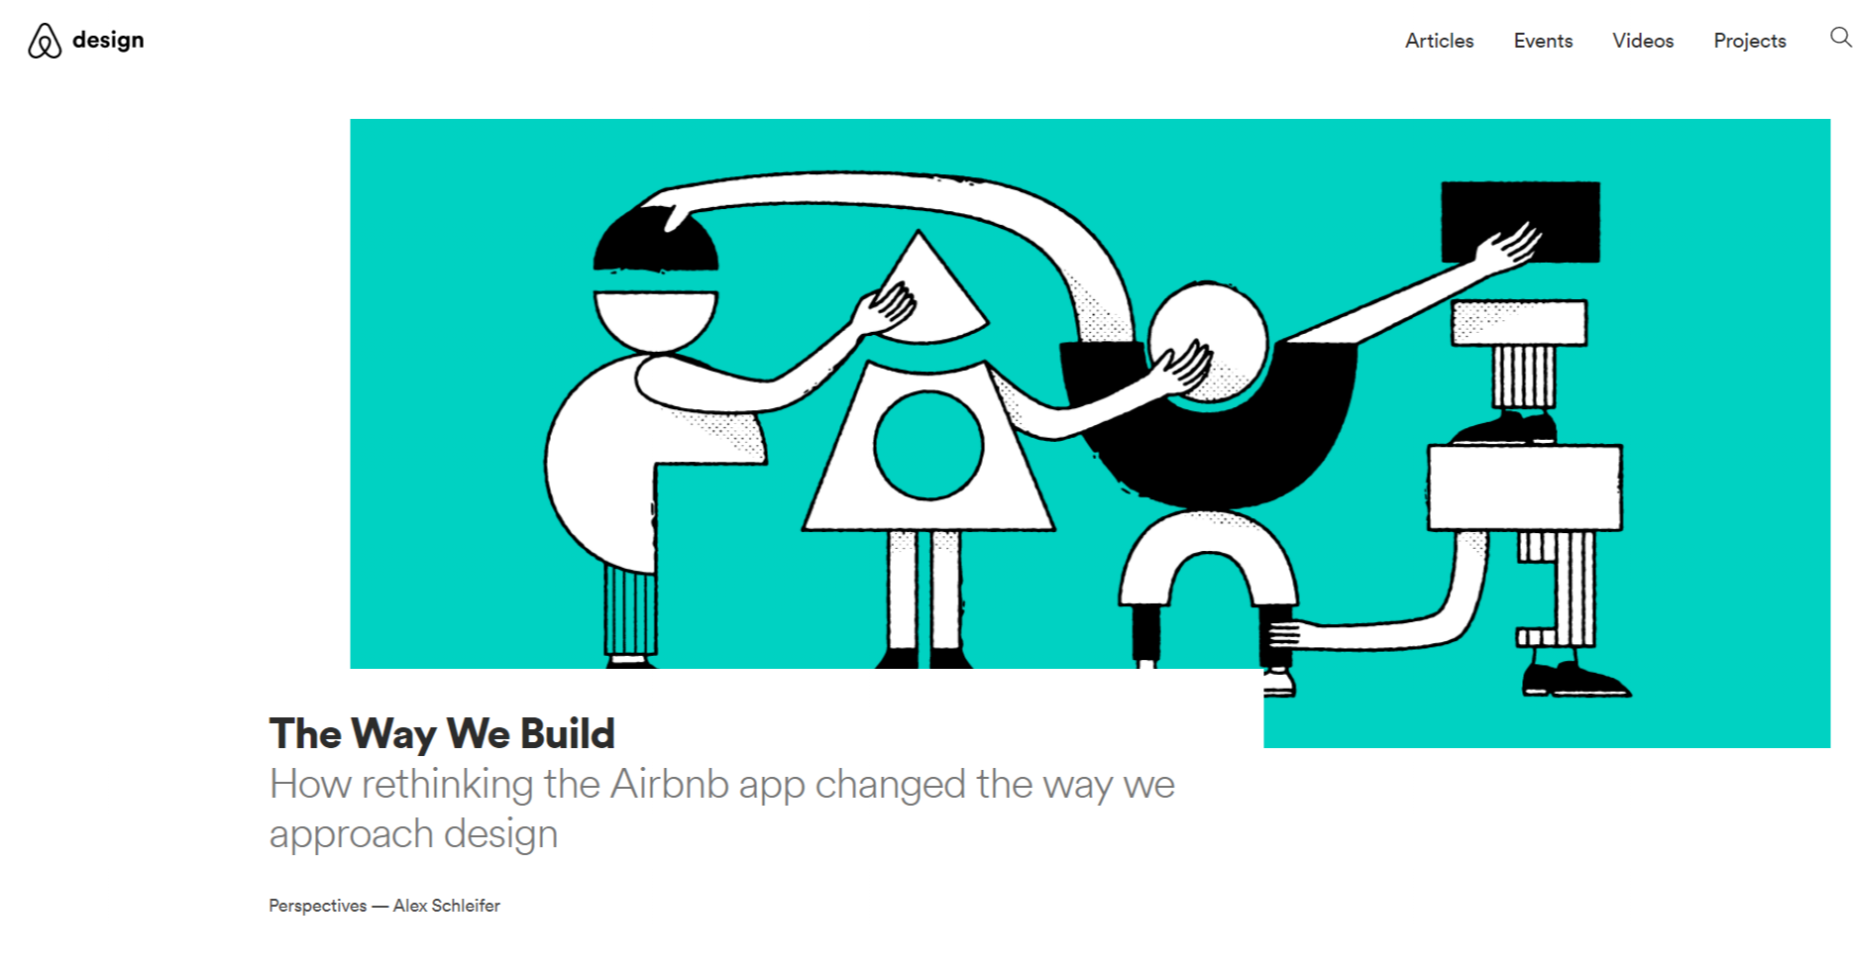 design
Articles Events Videos Projects
The Way We Build
How rethinking the Airbnb app changed the way we
approach design
Perspectives — Alex Schleifer